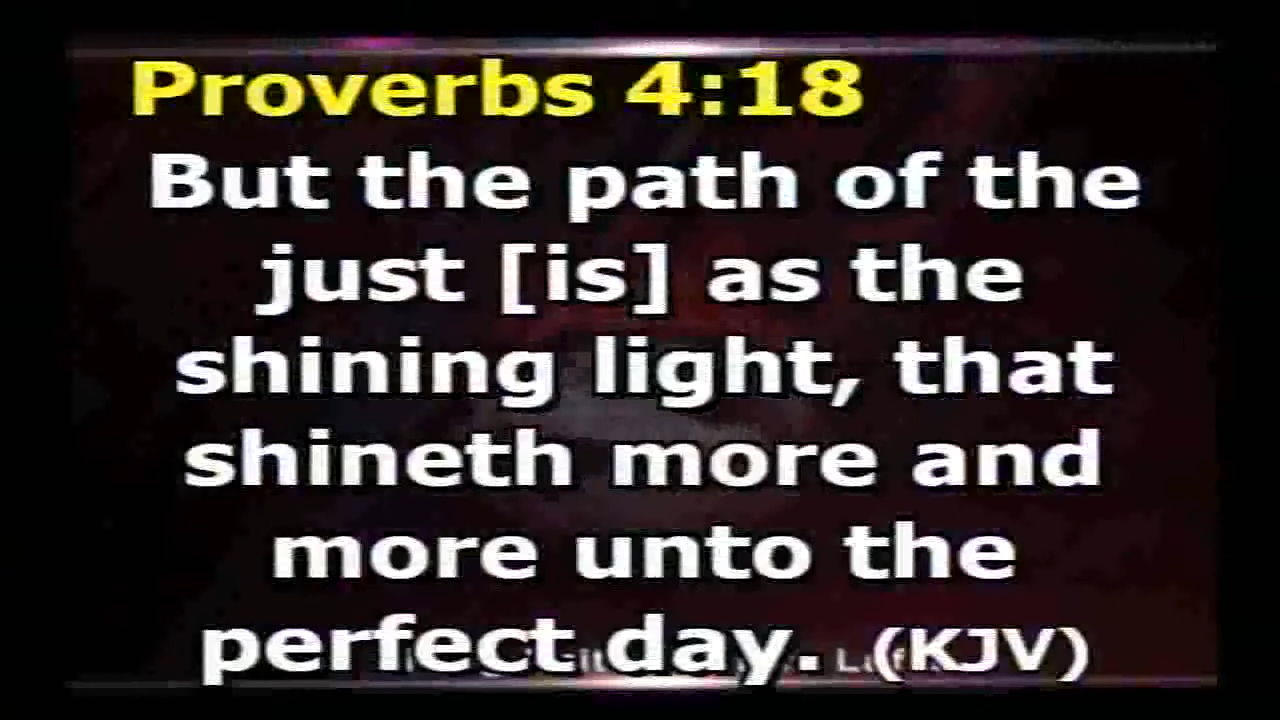 Proverbs 4:18
But the path of the
just [is] as the
shining light, that
shineth more and
more unto the
perfect day. (KJV)